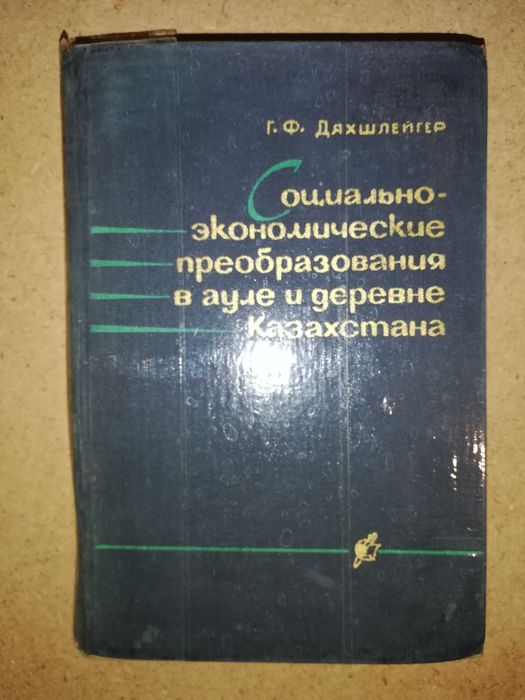 Г. Ф. Дахшлейгер
Социально-
экономические
преобразования
в ауле и деревне
Казахстана